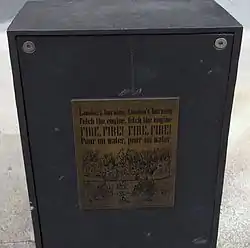 London's burning, London's burning
Fetch the engine, fetch the engine
FIRE, FIRE! FIRE, FIRE!
Pour on water, pour on water